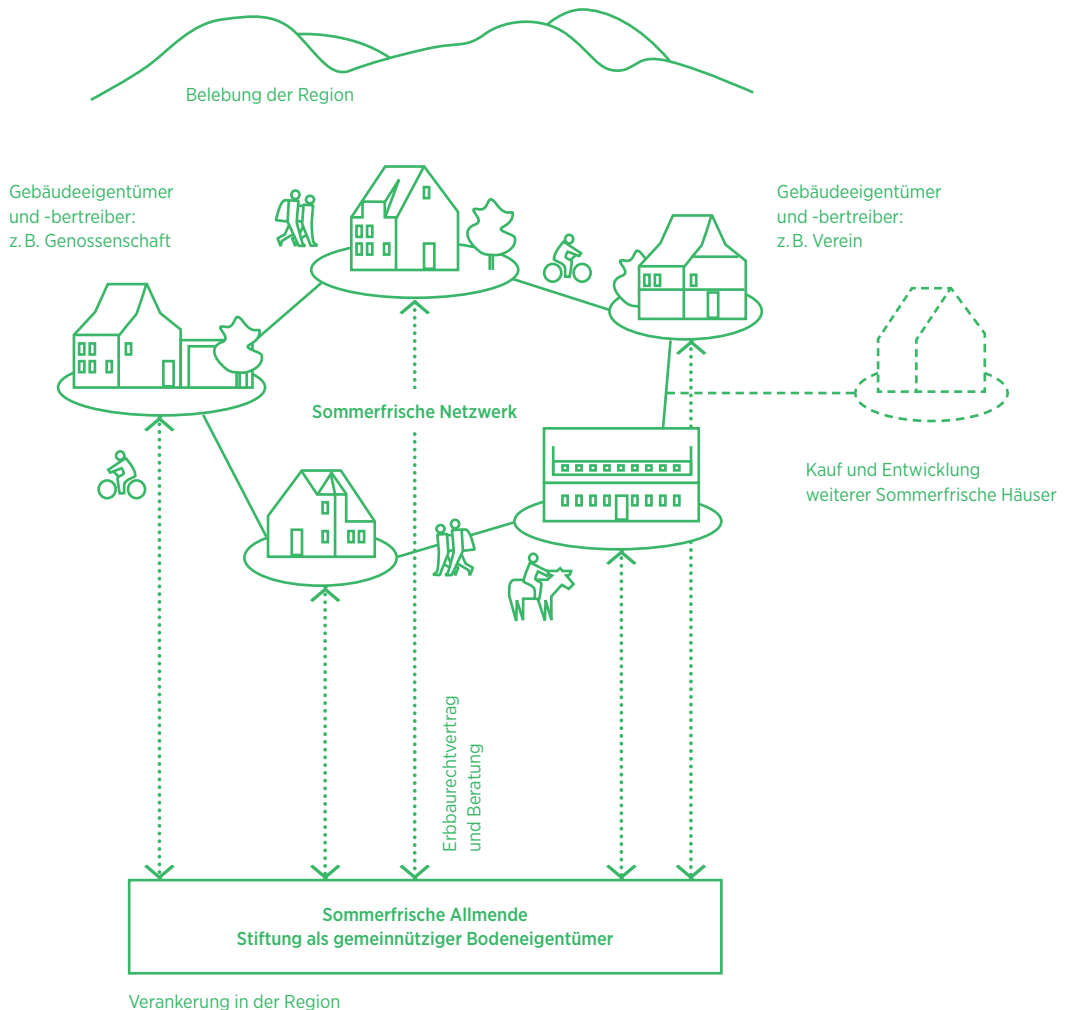 Belebung der Region
Gebäudeeigentümer
und -bertreiber:
z. B. Genossenschaft
Gebäudeeigentümer
und -bertreiber:
z. B. Verein
Sommerfrische Netzwerk
Kauf und Entwicklung
weiterer Sommerfrische Häuser
Erbbaurechtvertrag
und Beratung
Sommerfrische Allmende
Stiftung als gemeinnütziger Bodeneigentümer
Verankerung in der Region